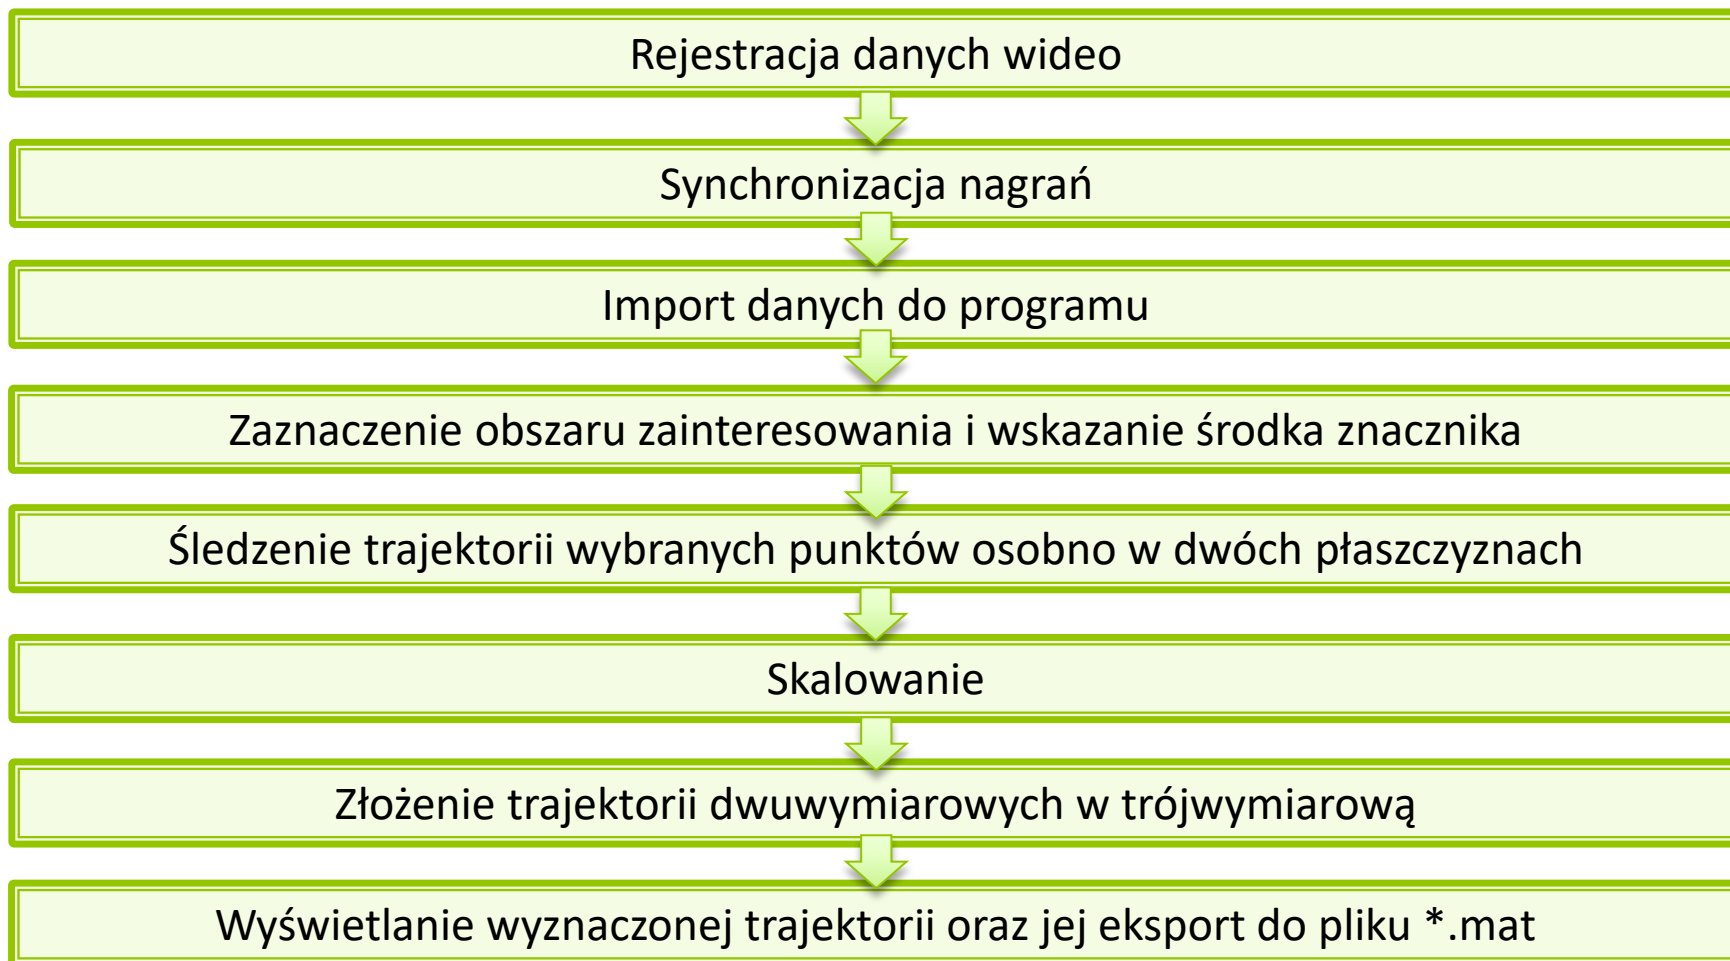 Rejestracja danych wideo
Synchronizacja nagrań
Import danych do programu
Zaznaczenie obszaru zainteresowania i wskazanie środka znacznika
Śledzenie trajektorii wybranych punktów osobno w dwóch płaszczyznach
Skalowanie
Złożenie trajektorii dwuwymiarowych w trójwymiarową
Wyświetlanie wyznaczonej trajektorii oraz jej eksport do pliku *.mat